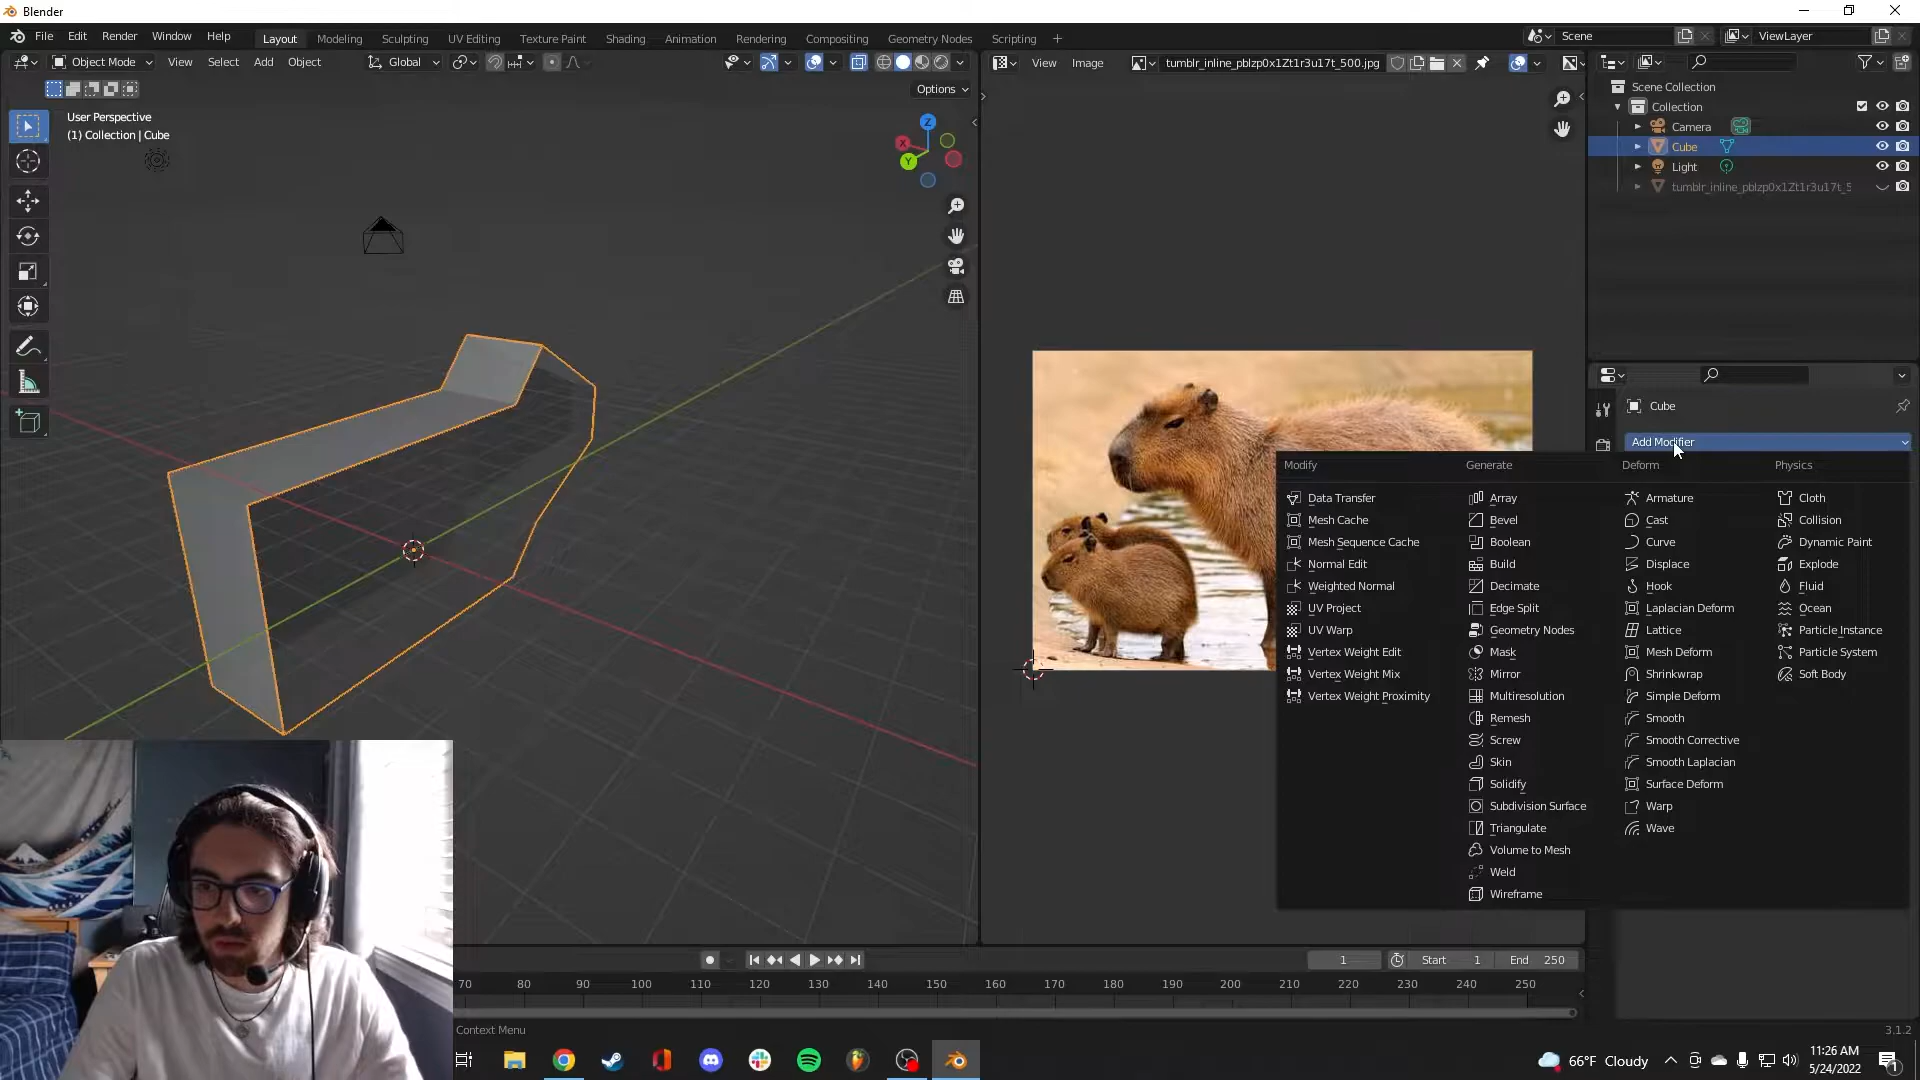 Blender
File Edit Render Window Help
Layout Modeling Sculpting UV Editing Texture Paint Shading Animation Rendering Compositing Geometry Nodes Scripting +
Scene
ViewLayer
Object Mode View Select Add Object Global
View Image tumblr_inline_pblzp0x1Zt1r3u17t_500.jpg
Options
User Perspective
(1) Collection | Cube
Z
X
Y
Scene Collection
Collection
Camera
Cube
Light
tumblr_inline_pblzp0x1Zt1r3u17t_5
Cube
Add Modifier
Modify Generate Deform Physics
Data Transfer Array Armature Cloth
Mesh Cache Bevel Cast Collision
Mesh Sequence Cache Boolean Curve Dynamic Paint
Normal Edit Build Displace Explode
Weighted Normal Decimate Hook Fluid
UV Project Edge Split Laplacian Deform Ocean
UV Warp Geometry Nodes Lattice Particle Instance
Vertex Weight Edit Mask Mesh Deform Particle System
Vertex Weight Mix Mirror Shrinkwrap Soft Body
Vertex Weight Proximity Multiresolution Simple Deform
Remesh Smooth
Screw Smooth Corrective
Skin Smooth Laplacian
Solidify Surface Deform
Subdivision Surface Warp
Triangulate Wave
Volume to Mesh
Weld
Wireframe
1 Start 1 End 250
70 80 90 100 110 120 130 140 150 160 170 180 190 200 210 220 230 240 250
Context Menu
3.1.2
66°F Cloudy
11:26 AM
5/24/2022
1